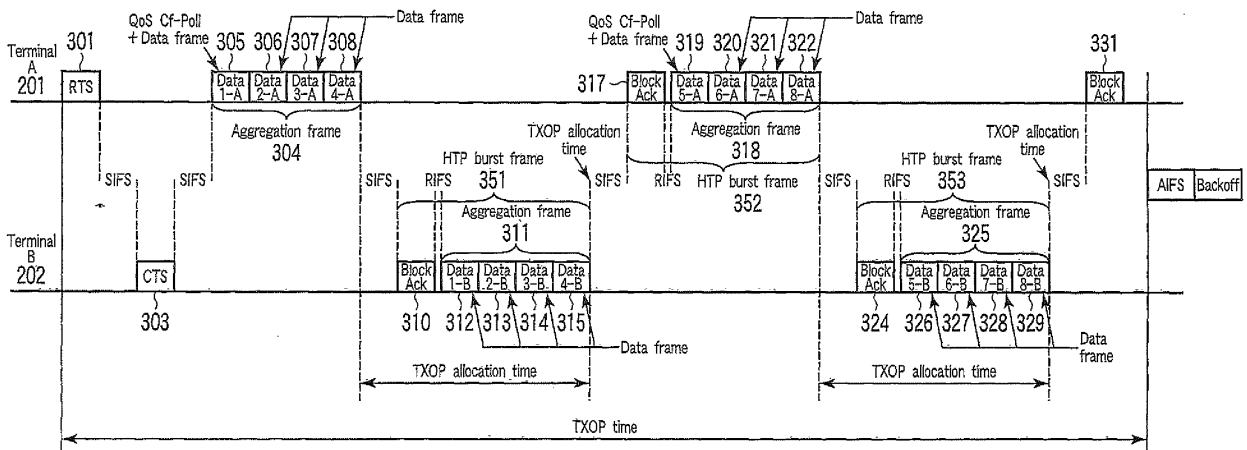 QoS Cf-Poll
+ Data frame
305 306 307 308
Data frame
Terminal
A
201
301
RTS
Data
1-A
Data
2-A
Data
3-A
Data
4-A
Aggregation frame
304
SIFS
SIFS
CTS
303
Terminal
B
202
SIFS
HTP burst frame
351
RIFS
Aggregation frame
311
Block
Ack
Data
1-B
Data
2-B
Data
3-B
Data
4-B
310
312
313
314
315
Data frame
TXOP allocation time
TXOP allocation
time
SIFS
QoS Cf-Poll
+ Data frame
319 320 321 322
Data frame
317
Block
Ack
Data
5-A
Data
6-A
Data
7-A
Data
8-A
Aggregation frame
318
RIFS
HTP burst frame
352
SIFS
HTP burst frame
353
RIFS
Aggregation frame
325
Block
Ack
Data
5-B
Data
6-B
Data
7-B
Data
8-B
324
326
327
328
329
Data
frame
TXOP allocation time
TXOP allocation
time
SIFS
331
Block
Ack
AIFS
Backoff
TXOP time